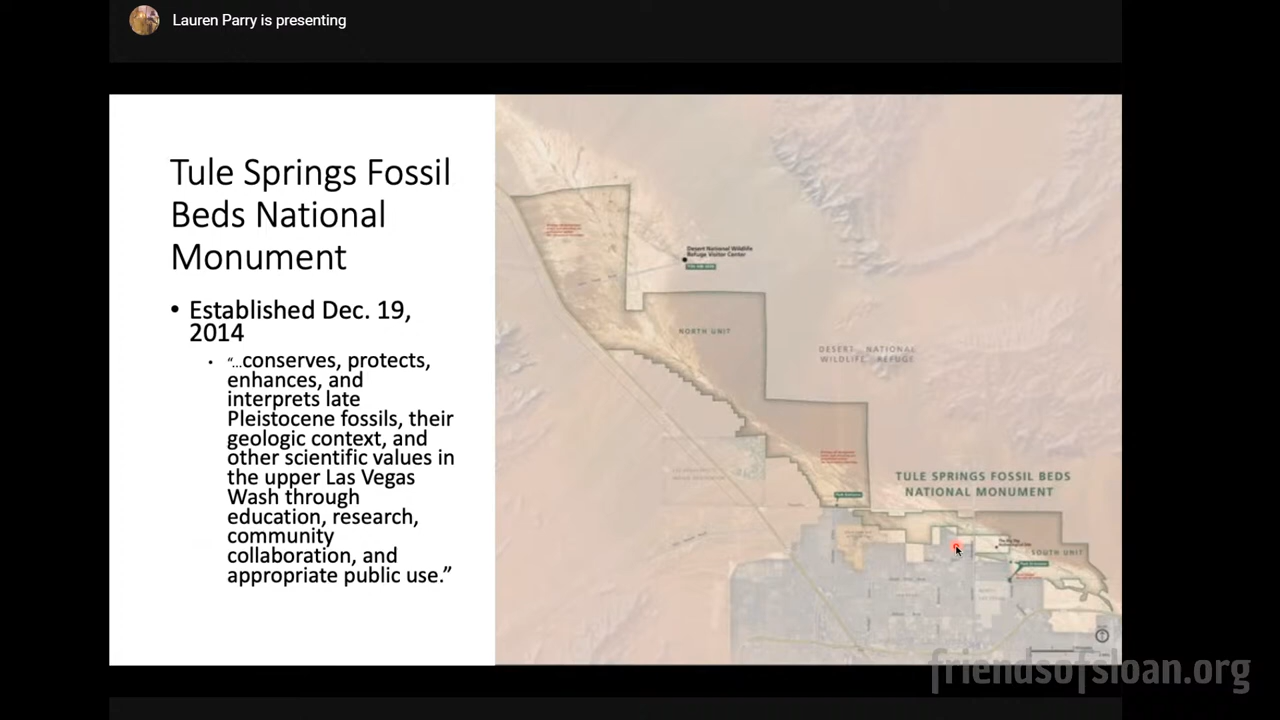 Lauren Parry is presenting
Tule Springs Fossil
Beds National
Monument
• Established Dec. 19,
2014
• “…conserves, protects,
enhances, and
interprets late
Pleistocene fossils, their
geologic context, and
other scientific values in
the upper Las Vegas
Wash through
education, research,
community
collaboration, and
appropriate public use.”
Desert National Wildlife
Refuge Visitor Center
NORTH UNIT
DESERT NATIONAL
WILDLIFE REFUGE
TULE SPRINGS FOSSIL BEDS
NATIONAL MONUMENT
SOUTH UNIT
friendsofsloan.org